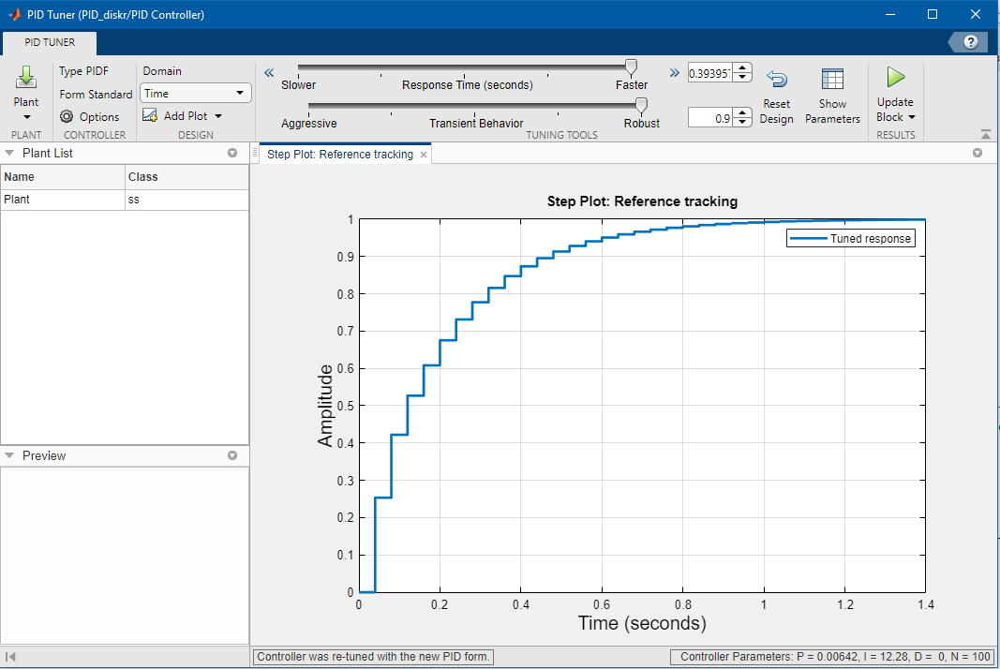 PID Tuner (PID_diskr/PID Controller)
PID TUNER
?
Plant
PLANT
Type PIDF
Form Standard
Options
CONTROLLER
Domain
Time
Add Plot
DESIGN
Slower Response Time (seconds) Faster
0.39395
Aggressive Transient Behavior Robust
0.9
TUNING TOOLS
Reset
Design
Show
Parameters
Update
Block
RESULTS
Plant List
Name Class
Plant ss
Preview
Step Plot: Reference tracking
Step Plot: Reference tracking
Tuned response
Amplitude
1
0.9
0.8
0.7
0.6
0.5
0.4
0.3
0.2
0.1
0
0 0.2 0.4 0.6 0.8 1 1.2 1.4
Time (seconds)
Controller was re-tuned with the new PID form.
Controller Parameters: P = 0.00642, I = 12.28, D = 0, N = 100